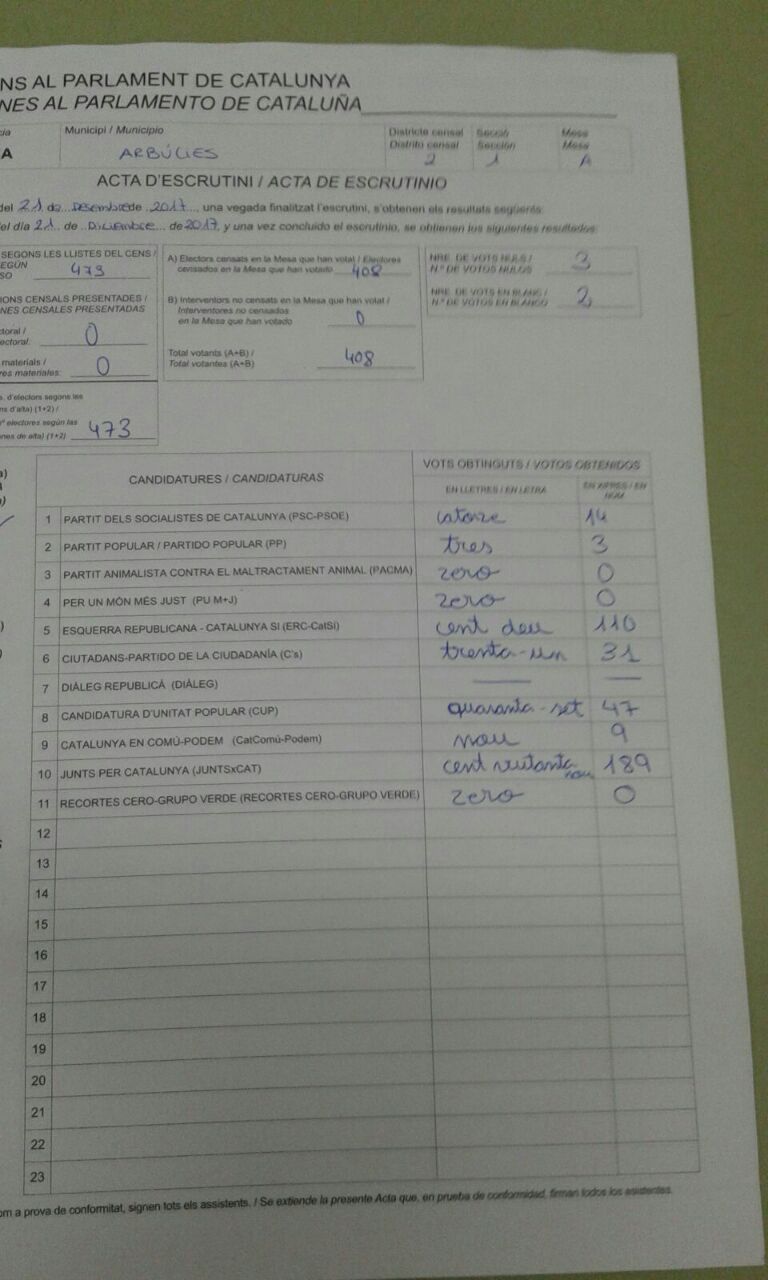 NS AL PARLAMENT DE CATALUNYA
NES AL PARLAMENTO DE CATALUÑA
Municipi / Municipio
Districte censal Secció Mesa
Distrito censal Sección Mesa
A ARBÚCIES 2 1 A
ACTA D'ESCRUTINI / ACTA DE ESCRUTINIO
del 21 de Desembre de 2017, una vegada finalitzat l'escrutini, s'obtenen els resultats següents:
l día 21 de Diciembre de 2017, y una vez concluido el escrutinio, se obtienen los siguientes resultados:
SEGONS LES LLISTES DEL CENS /
EGÚN
SO 473
IONS CENSALS PRESENTADES /
NES CENSALES PRESENTADAS
toral /
ectoral: 0
materials /
res materiales: 0
s. d'electors segons les
ns d'alta) (1+2) /
nº electores según las
nes de alta) (1+2) 473
A) Electors censats en la Mesa que han votat / Electores
censados en la Mesa que han votado 408
B) Interventors no censats en la Mesa que han votat /
Interventores no censados
en la Mesa que han votado 0
Total votants (A+B) /
Total votantes (A+B) 408
NRE. DE VOTS NULS /
N.º DE VOTOS NULOS 3
NRE. DE VOTS EN BLANC /
N.º DE VOTOS EN BLANCO 2
CANDIDATURES / CANDIDATURAS
VOTS OBTINGUTS / VOTOS OBTENIDOS
EN LLETRES / EN LETRA
EN XIFRES / EN
NÚM.
1 PARTIT DELS SOCIALISTES DE CATALUNYA (PSC-PSOE) catorze 14
2 PARTIT POPULAR / PARTIDO POPULAR (PP) tres 3
3 PARTIT ANIMALISTA CONTRA EL MALTRACTAMENT ANIMAL (PACMA) zero 0
4 PER UN MÓN MÉS JUST (PU M+J) zero 0
5 ESQUERRA REPUBLICANA - CATALUNYA SI (ERC-CatSí) cent deu 110
6 CIUTADANS-PARTIDO DE LA CIUDADANÍA (C's) trenta-un 31
7 DIÀLEG REPUBLICÀ (DIÀLEG) — —
8 CANDIDATURA D'UNITAT POPULAR (CUP) quaranta-set 47
9 CATALUNYA EN COMÚ-PODEM (CatComú-Podem) nou 9
10 JUNTS PER CATALUNYA (JUNTSxCAT) cent vuitanta nou 189
11 RECORTES CERO-GRUPO VERDE (RECORTES CERO-GRUPO VERDE) zero 0
12
13
14
15
16
17
18
19
20
21
22
23
om a prova de conformitat, signen tots els assistents. / Se extiende la presente Acta que, en prueba de conformidad, firman todos los asistentes.